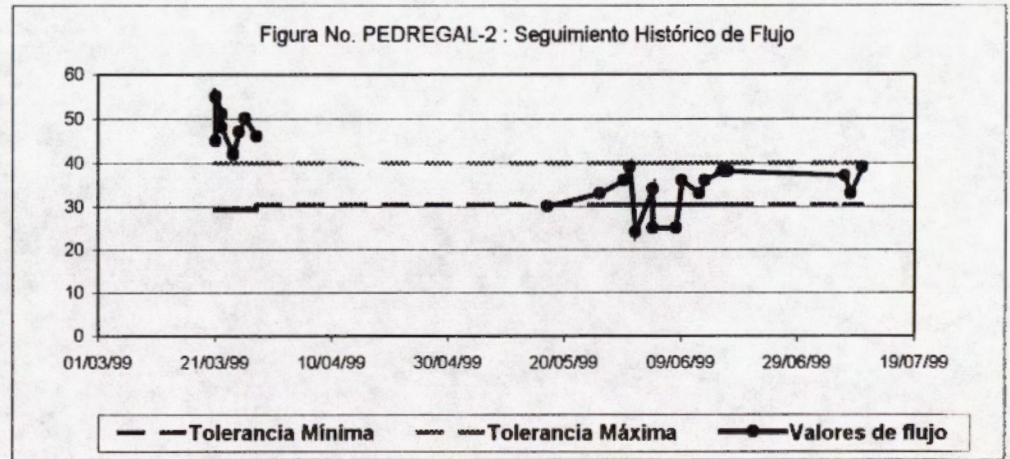 Figura No. PEDREGAL-2 : Seguimiento Histórico de Flujo
60
50
40
30
20
10
0
01/03/99 21/03/99 10/04/99 30/04/99 20/05/99 09/06/99 29/06/99 19/07/99
Tolerancia Mínima Tolerancia Máxima Valores de flujo